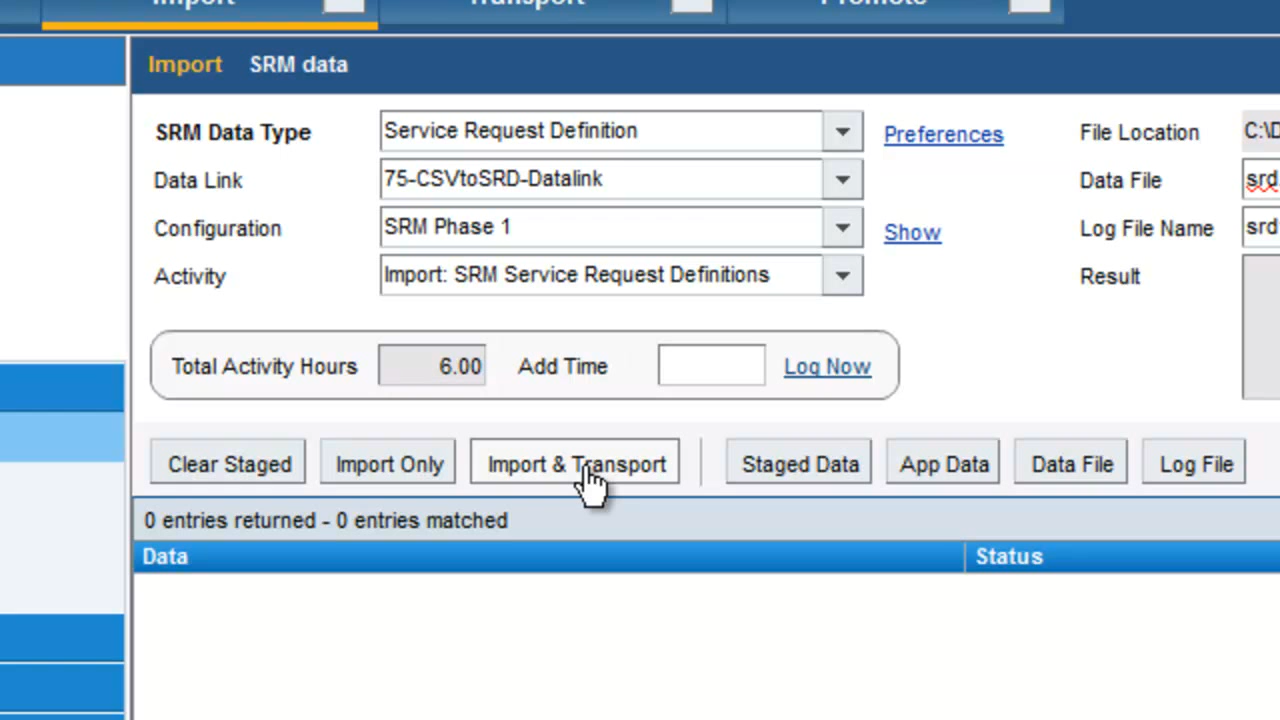 Import Transport Promote
Import SRM data
SRM Data Type Service Request Definition Preferences File Location C:\D
Data Link 75-CSVtoSRD-Datalink Data File srd
Configuration SRM Phase 1 Show Log File Name srd
Activity Import: SRM Service Request Definitions Result
Total Activity Hours 6.00 Add Time Log Now
Clear Staged Import Only Import & Transport Staged Data App Data Data File Log File
0 entries returned - 0 entries matched
Data Status